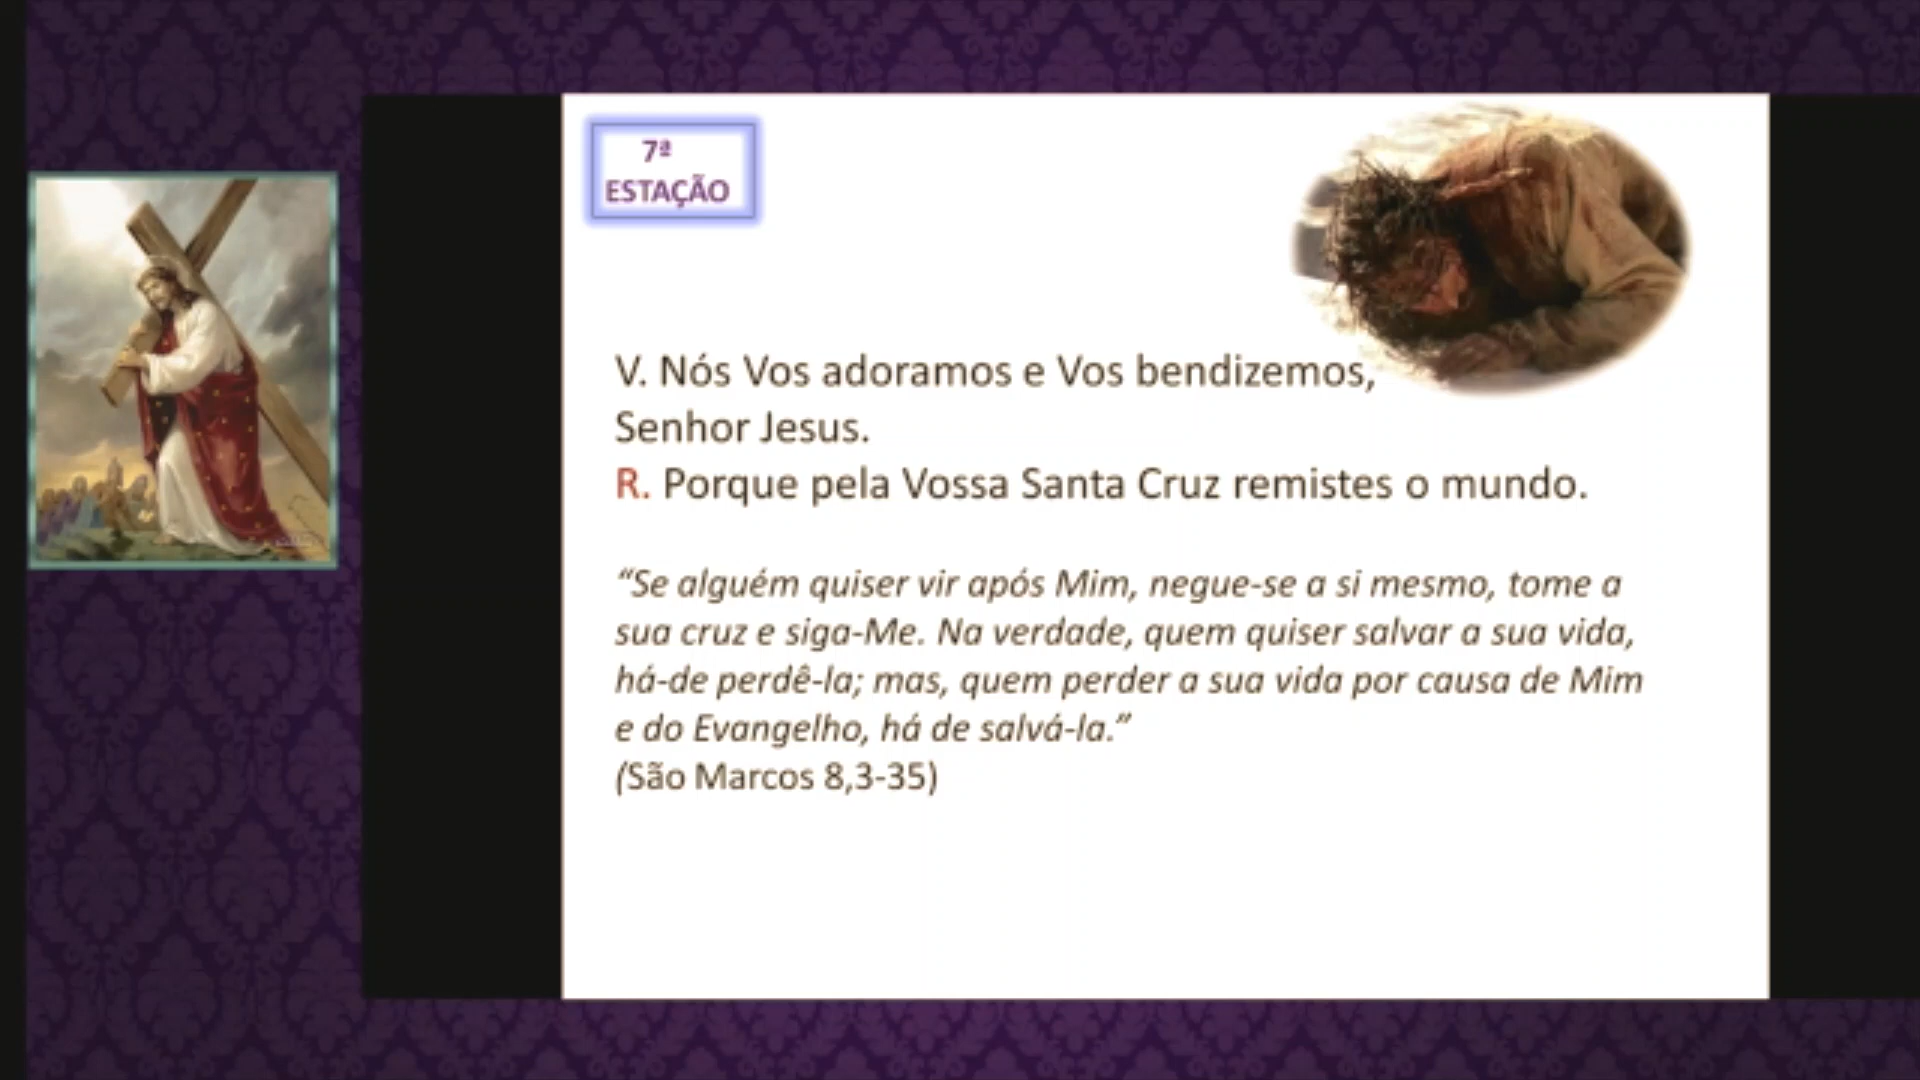 7ª
ESTAÇÃO
V. Nós Vos adoramos e Vos bendizemos,
Senhor Jesus.
R. Porque pela Vossa Santa Cruz remistes o mundo.
“Se alguém quiser vir após Mim, negue-se a si mesmo, tome a
sua cruz e siga-Me. Na verdade, quem quiser salvar a sua vida,
há-de perdê-la; mas, quem perder a sua vida por causa de Mim
e do Evangelho, há de salvá-la.”
(São Marcos 8,3-35)